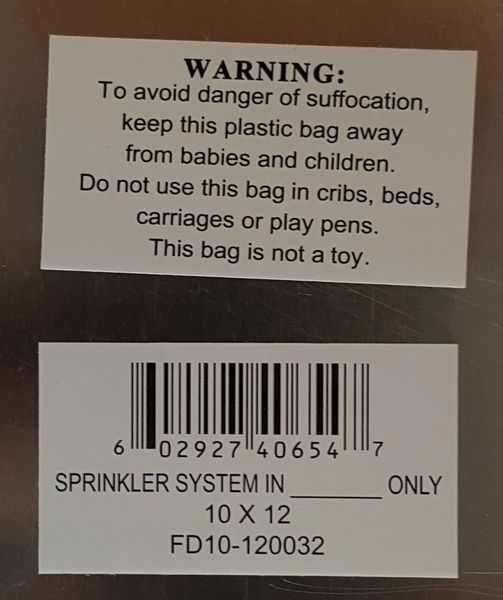 WARNING:
To avoid danger of suffocation,
keep this plastic bag away
from babies and children.
Do not use this bag in cribs, beds,
carriages or play pens.
This bag is not a toy.
6 02927 40654 7
SPRINKLER SYSTEM IN ________ ONLY
10 X 12
FD10-120032